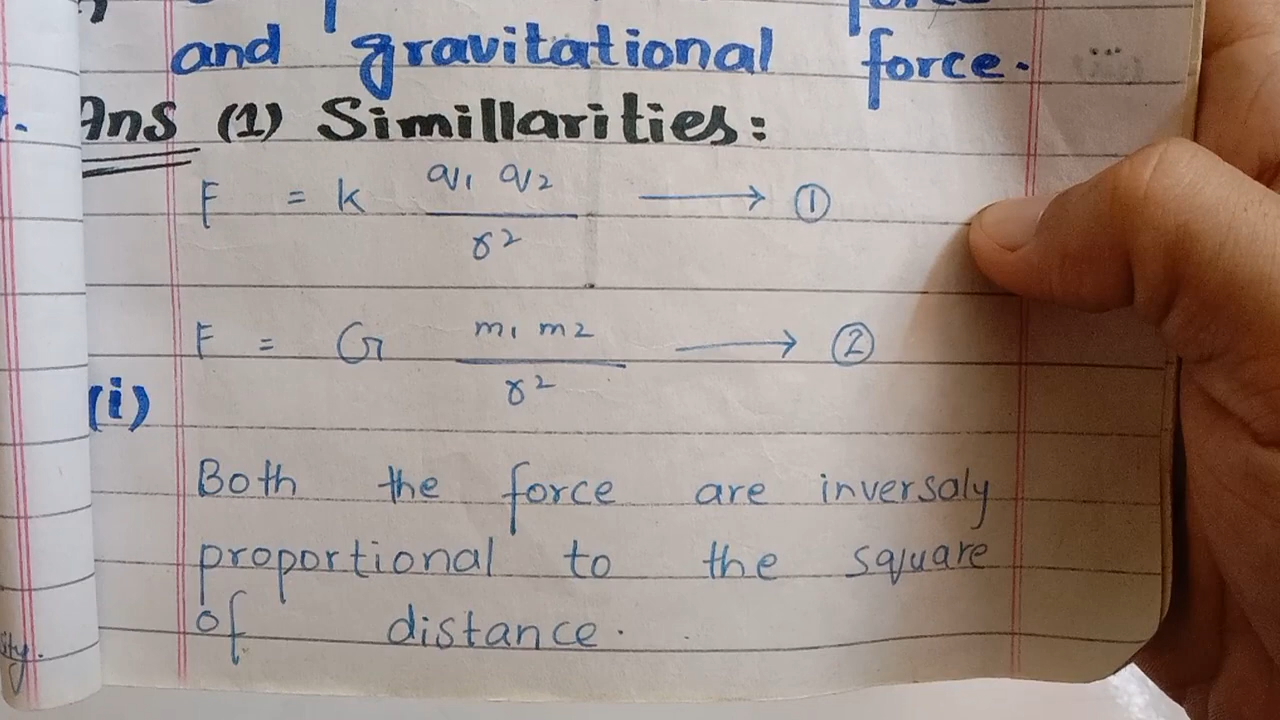 and gravitational force.
Ans (1) Simillarities:
F = k q1 q2 / r² ⟶ ①
F = G m1 m2 / r² ⟶ ②
(i)
Both the force are inversaly
proportional to the square
of distance.